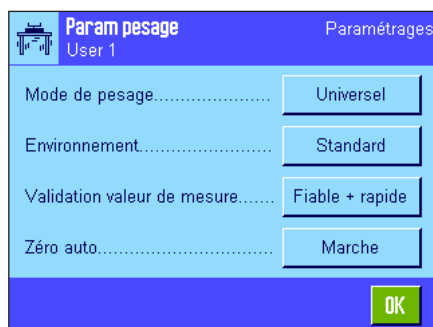 Param pesage Paramétrages
User 1
Mode de pesage...................... Universel
Environnement......................... Standard
Validation valeur de mesure....... Fiable + rapide
Zéro auto................................. Marche
OK